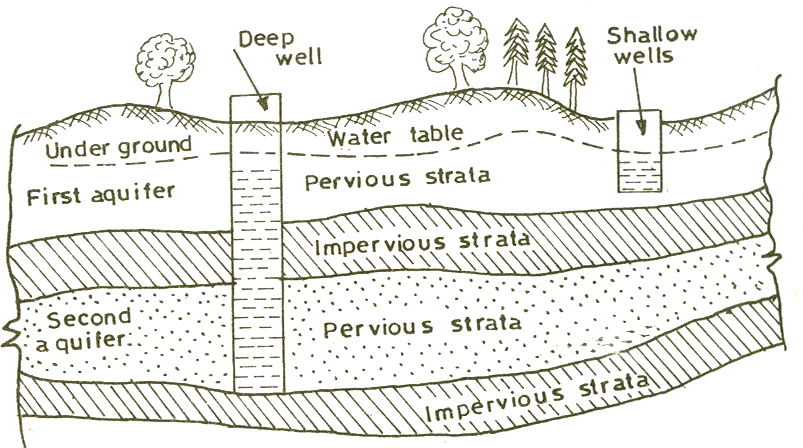 Deep
well
Shallow
wells
Under ground
Water table
First aquifer
Pervious strata
Impervious strata
Second
aquifer.
Pervious strata
Impervious strata